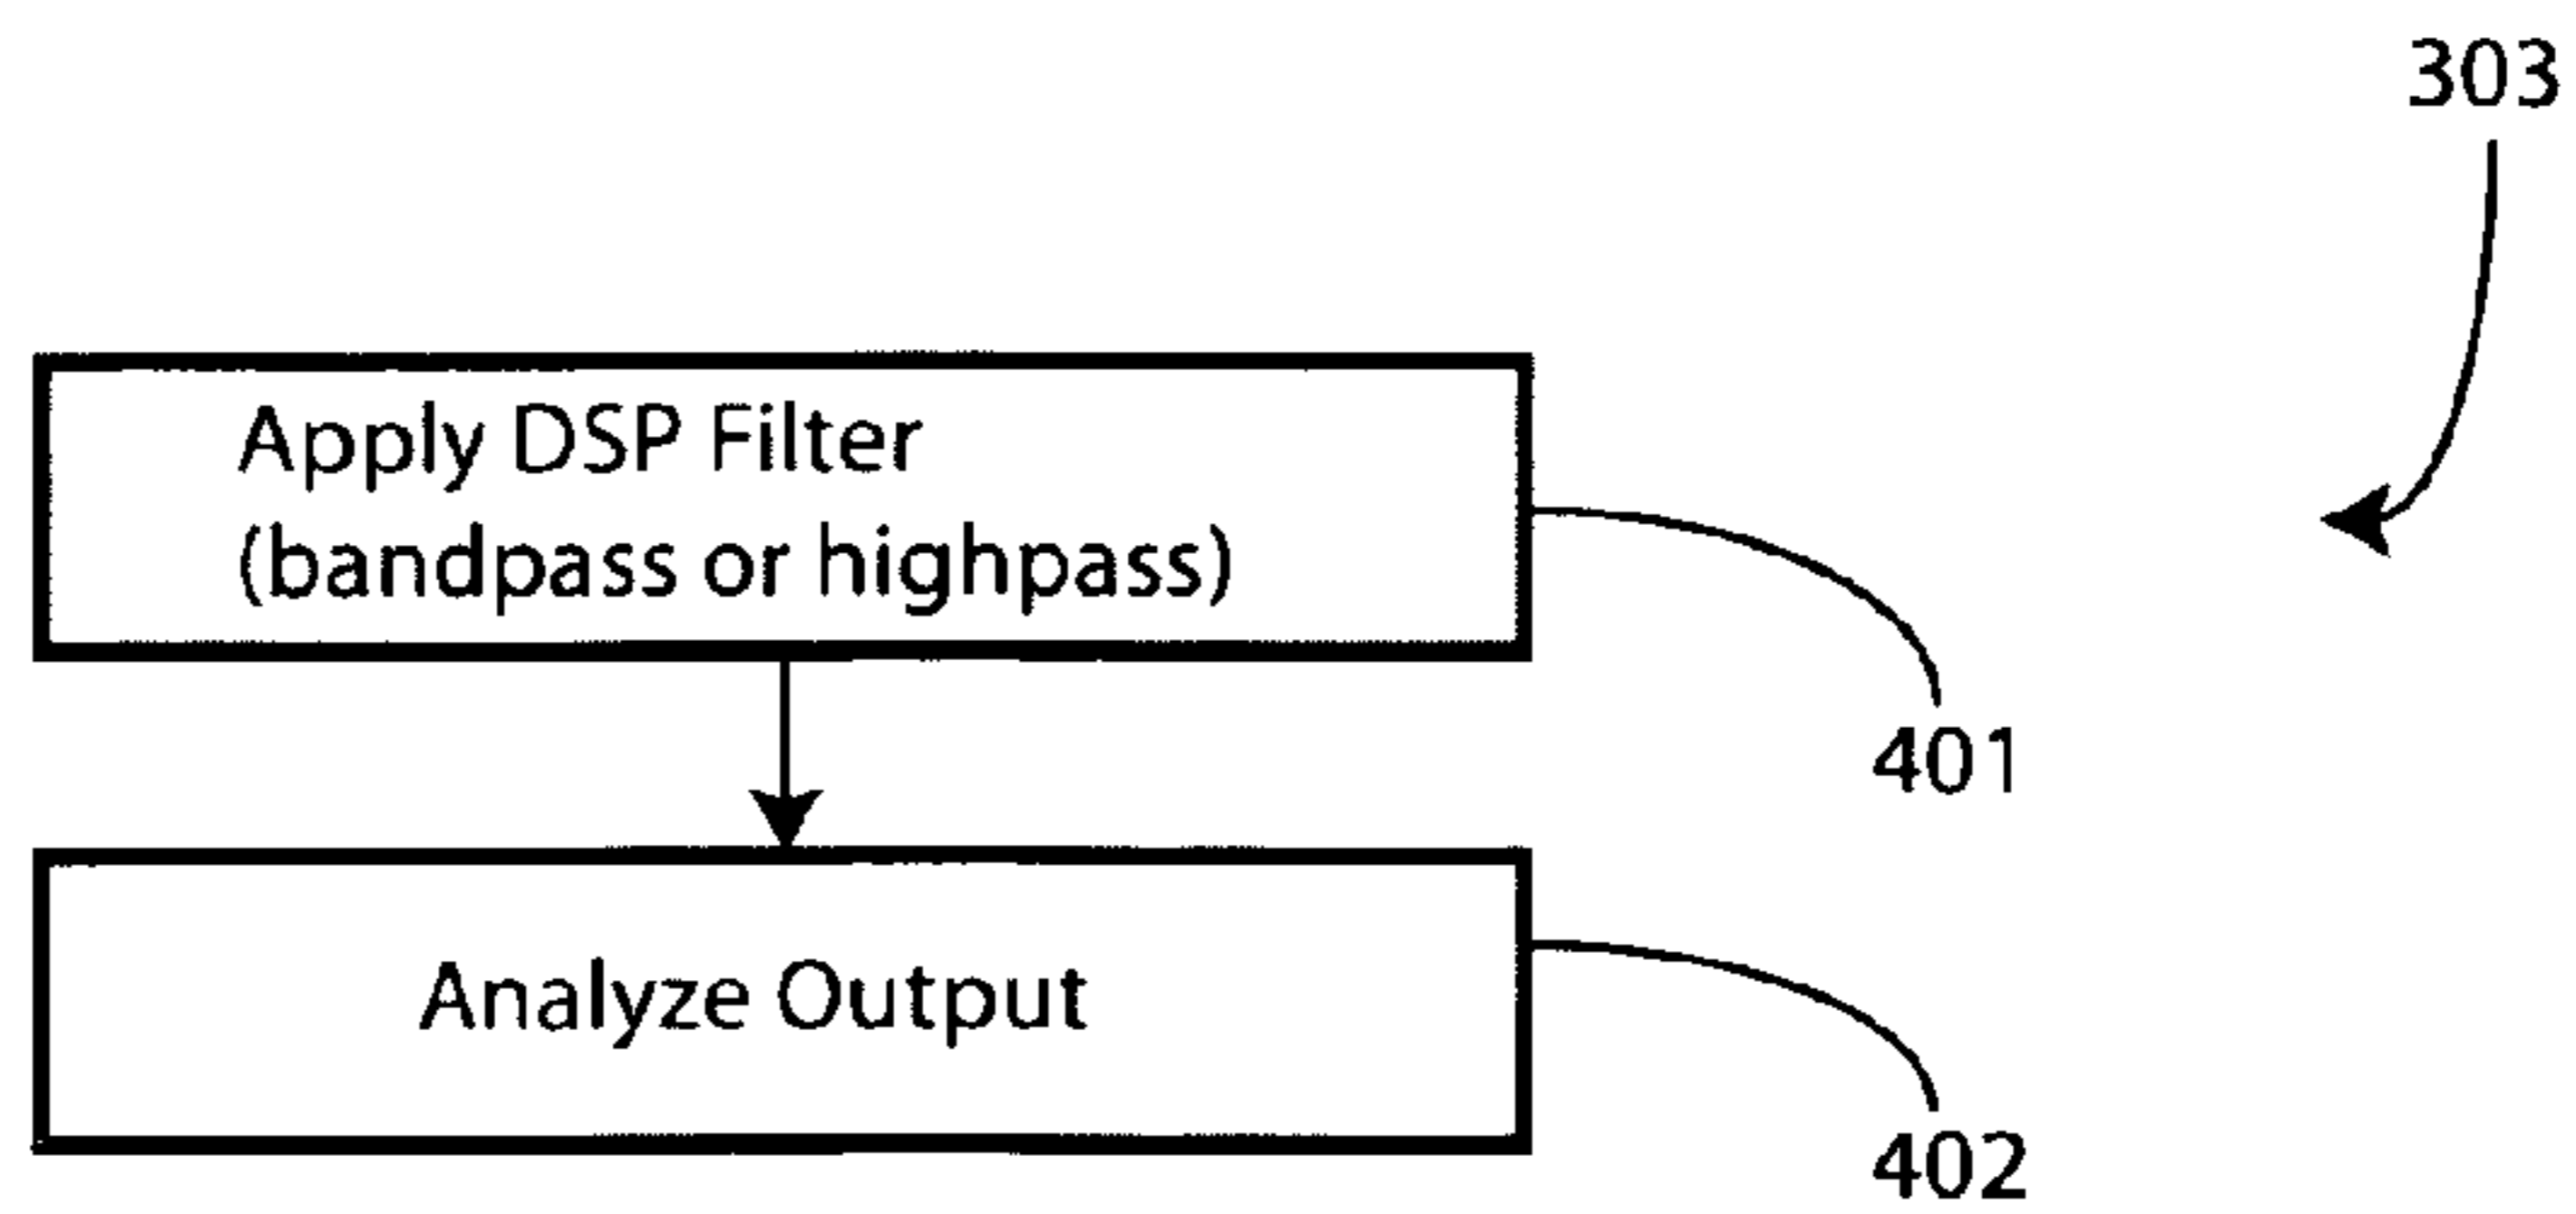 303
Apply DSP Filter
(bandpass or highpass)
401
Analyze Output
402